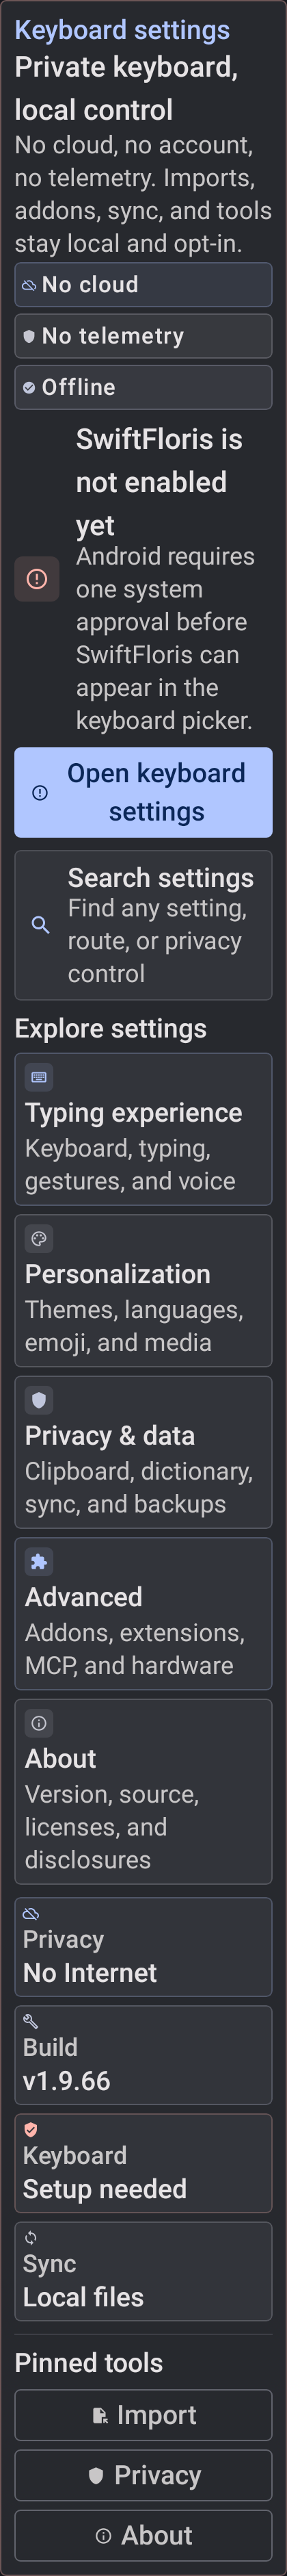 Keyboard settings
Private keyboard,
local control
No cloud, no account,
no telemetry. Imports,
addons, sync, and tools
stay local and opt-in.
No cloud
No telemetry
Offline
SwiftFloris is
not enabled
yet
Android requires
one system
approval before
SwiftFloris can
appear in the
keyboard picker.
Open keyboard
settings
Search settings
Find any setting,
route, or privacy
control
Explore settings
Typing experience
Keyboard, typing,
gestures, and voice
Personalization
Themes, languages,
emoji, and media
Privacy & data
Clipboard, dictionary,
sync, and backups
Advanced
Addons, extensions,
MCP, and hardware
About
Version, source,
licenses, and
disclosures
Privacy
No Internet
Build
v1.9.66
Keyboard
Setup needed
Sync
Local files
Pinned tools
Import
Privacy
About